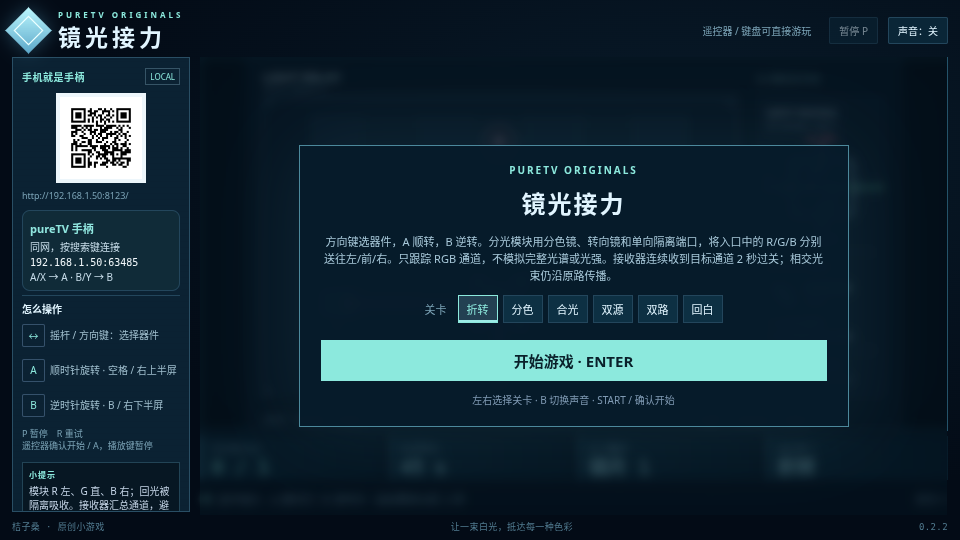 PURETV ORIGINALS
镜光接力
遥控器 / 键盘可直接游玩
暂停 P
声音: 关
手机就是手柄
LOCAL
http://192.168.1.50:8123/
pureTV 手柄
同网，按搜索键连接
192.168.1.50:63485
A/X → A · B/Y → B
怎么操作
↔ 摇杆 / 方向键：选择器件
A 顺时针旋转 · 空格 / 右上半屏
B 逆时针旋转 · B / 右下半屏
P 暂停 R 重试
遥控器确认开始 / A，播放键暂停
小提示
模块 R 左、G 直、B 右；回光被
隔离吸收。接收器汇总通道，避
PURETV ORIGINALS
镜光接力
方向键选器件，A 顺转，B 逆转。分光模块用分色镜、转向镜和单向隔离端口，将入口中的 R/G/B 分别
送往左/前/右。只跟踪 RGB 通道，不模拟完整光谱或光强。接收器连续收到目标通道 2 秒过关；相交光
束仍沿原路传播。
关卡 折转 分色 合光 双源 双路 回白
开始游戏 · ENTER
左右选择关卡 · B 切换声音 · START / 确认开始
桔子桑 · 原创小游戏
让一束白光，抵达每一种色彩
0.2.2